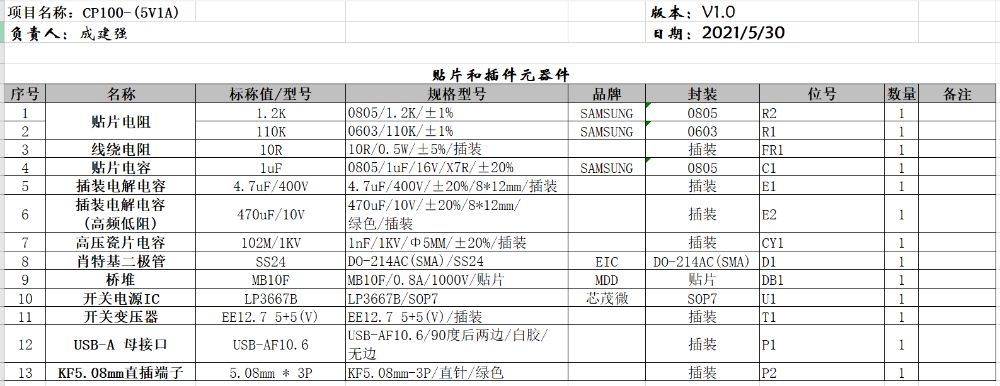 项目名称：CP100-(5V1A) 版本：V1.0
负责人：成建强 日期：2021/5/30
贴片和插件元器件
序号 名称 标称值/型号 规格型号 品牌 封装 位号 数量 备注
1 贴片电阻 1.2K 0805/1.2K/±1% SAMSUNG 0805 R2 1
2 110K 0603/110K/±1% SAMSUNG 0603 R1 1
3 线绕电阻 10R 10R/0.5W/±5%/插装 插装 FR1 1
4 贴片电容 1uF 0805/1uF/16V/X7R/±20% SAMSUNG 0805 C1 1
5 插装电解电容 4.7uF/400V 4.7uF/400V/±20%/8*12mm/插装 插装 E1 1
6 插装电解电容 470uF/10V 470uF/10V/±20%/8*12mm/ 插装 E2 1
(高频低阻) 绿色/插装
7 高压瓷片电容 102M/1KV 1nF/1KV/Φ5MM/±20%/插装 插装 CY1 1
8 肖特基二极管 SS24 DO-214AC(SMA)/SS24 EIC DO-214AC(SMA) D1 1
9 桥堆 MB10F MB10F/0.8A/1000V/贴片 MDD 贴片 DB1 1
10 开关电源IC LP3667B LP3667B/SOP7 芯茂微 SOP7 U1 1
11 开关变压器 EE12.7 5+5(V) EE12.7 5+5(V)/插装 插装 T1 1
12 USB-A 母接口 USB-AF10.6 USB-AF10.6/90度后两边/白胶/ 插装 P1 1
无边
13 KF5.08mm直插端子 5.08mm * 3P KF5.08mm-3P/直针/绿色 插装 P2 1